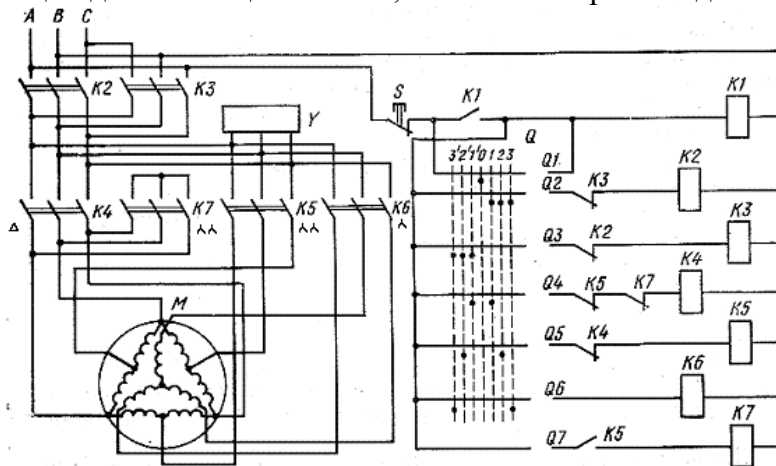 A B C
K2 K3
S K1 K1
Y
Q
3' 2' 1' 0 1 2 3
Q1
Q2 K3 K2
Q3 K2 K3
K4 K7 K5 K6
Δ
Q4 K5 K7 K4
M
Q5 K4 K5
Q6 K6
Q7 K5 K7